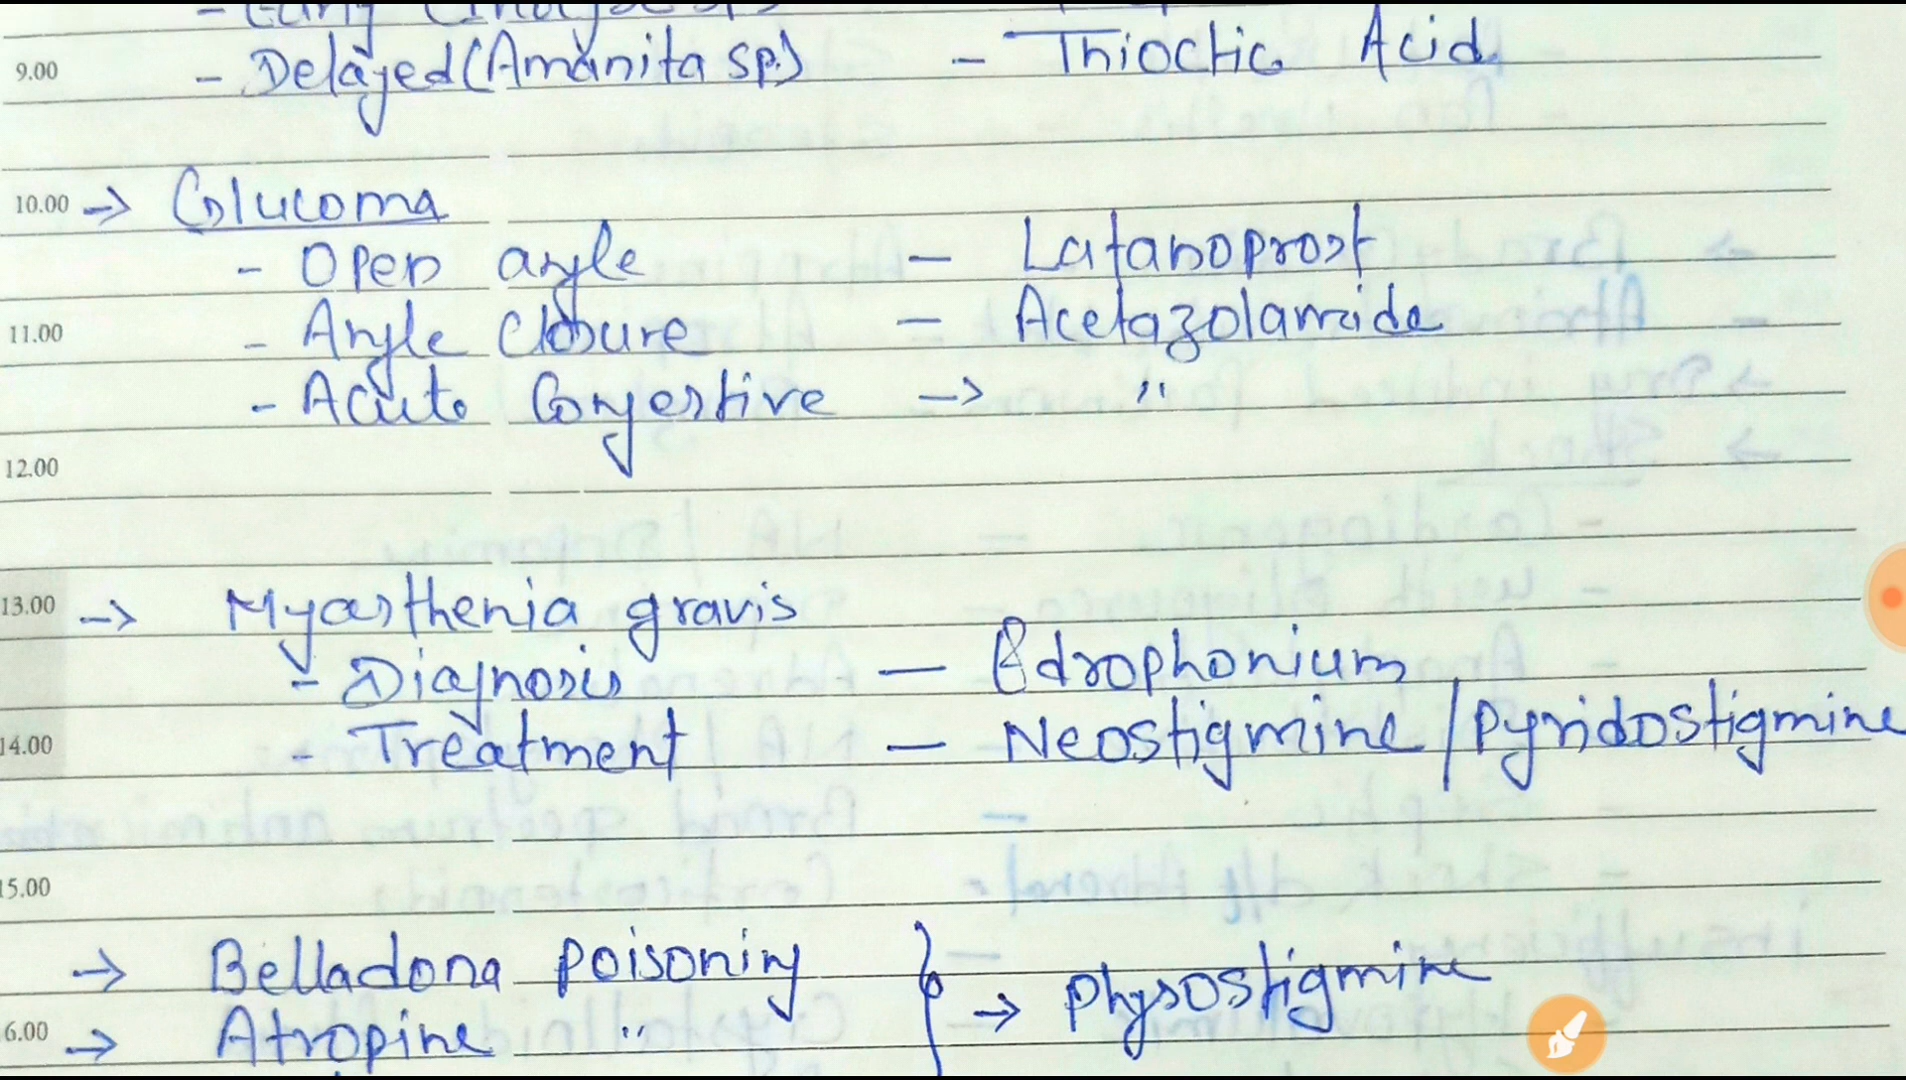 9.00 - Delayed (Amanita sp.) - Thioctic Acid
10.00 → Glucoma
- Open angle - Latanoprost
11.00 - Angle closure - Acetazolamide
- Acute Congestive → "
12.00
13.00 → Myasthenia gravis
- Diagnosis - Edrophonium
14.00 - Treatment - Neostigmine / Pyridostigmine
15.00
→ Belladona poisoning } → Physostigmine
6.00 → Atropine "